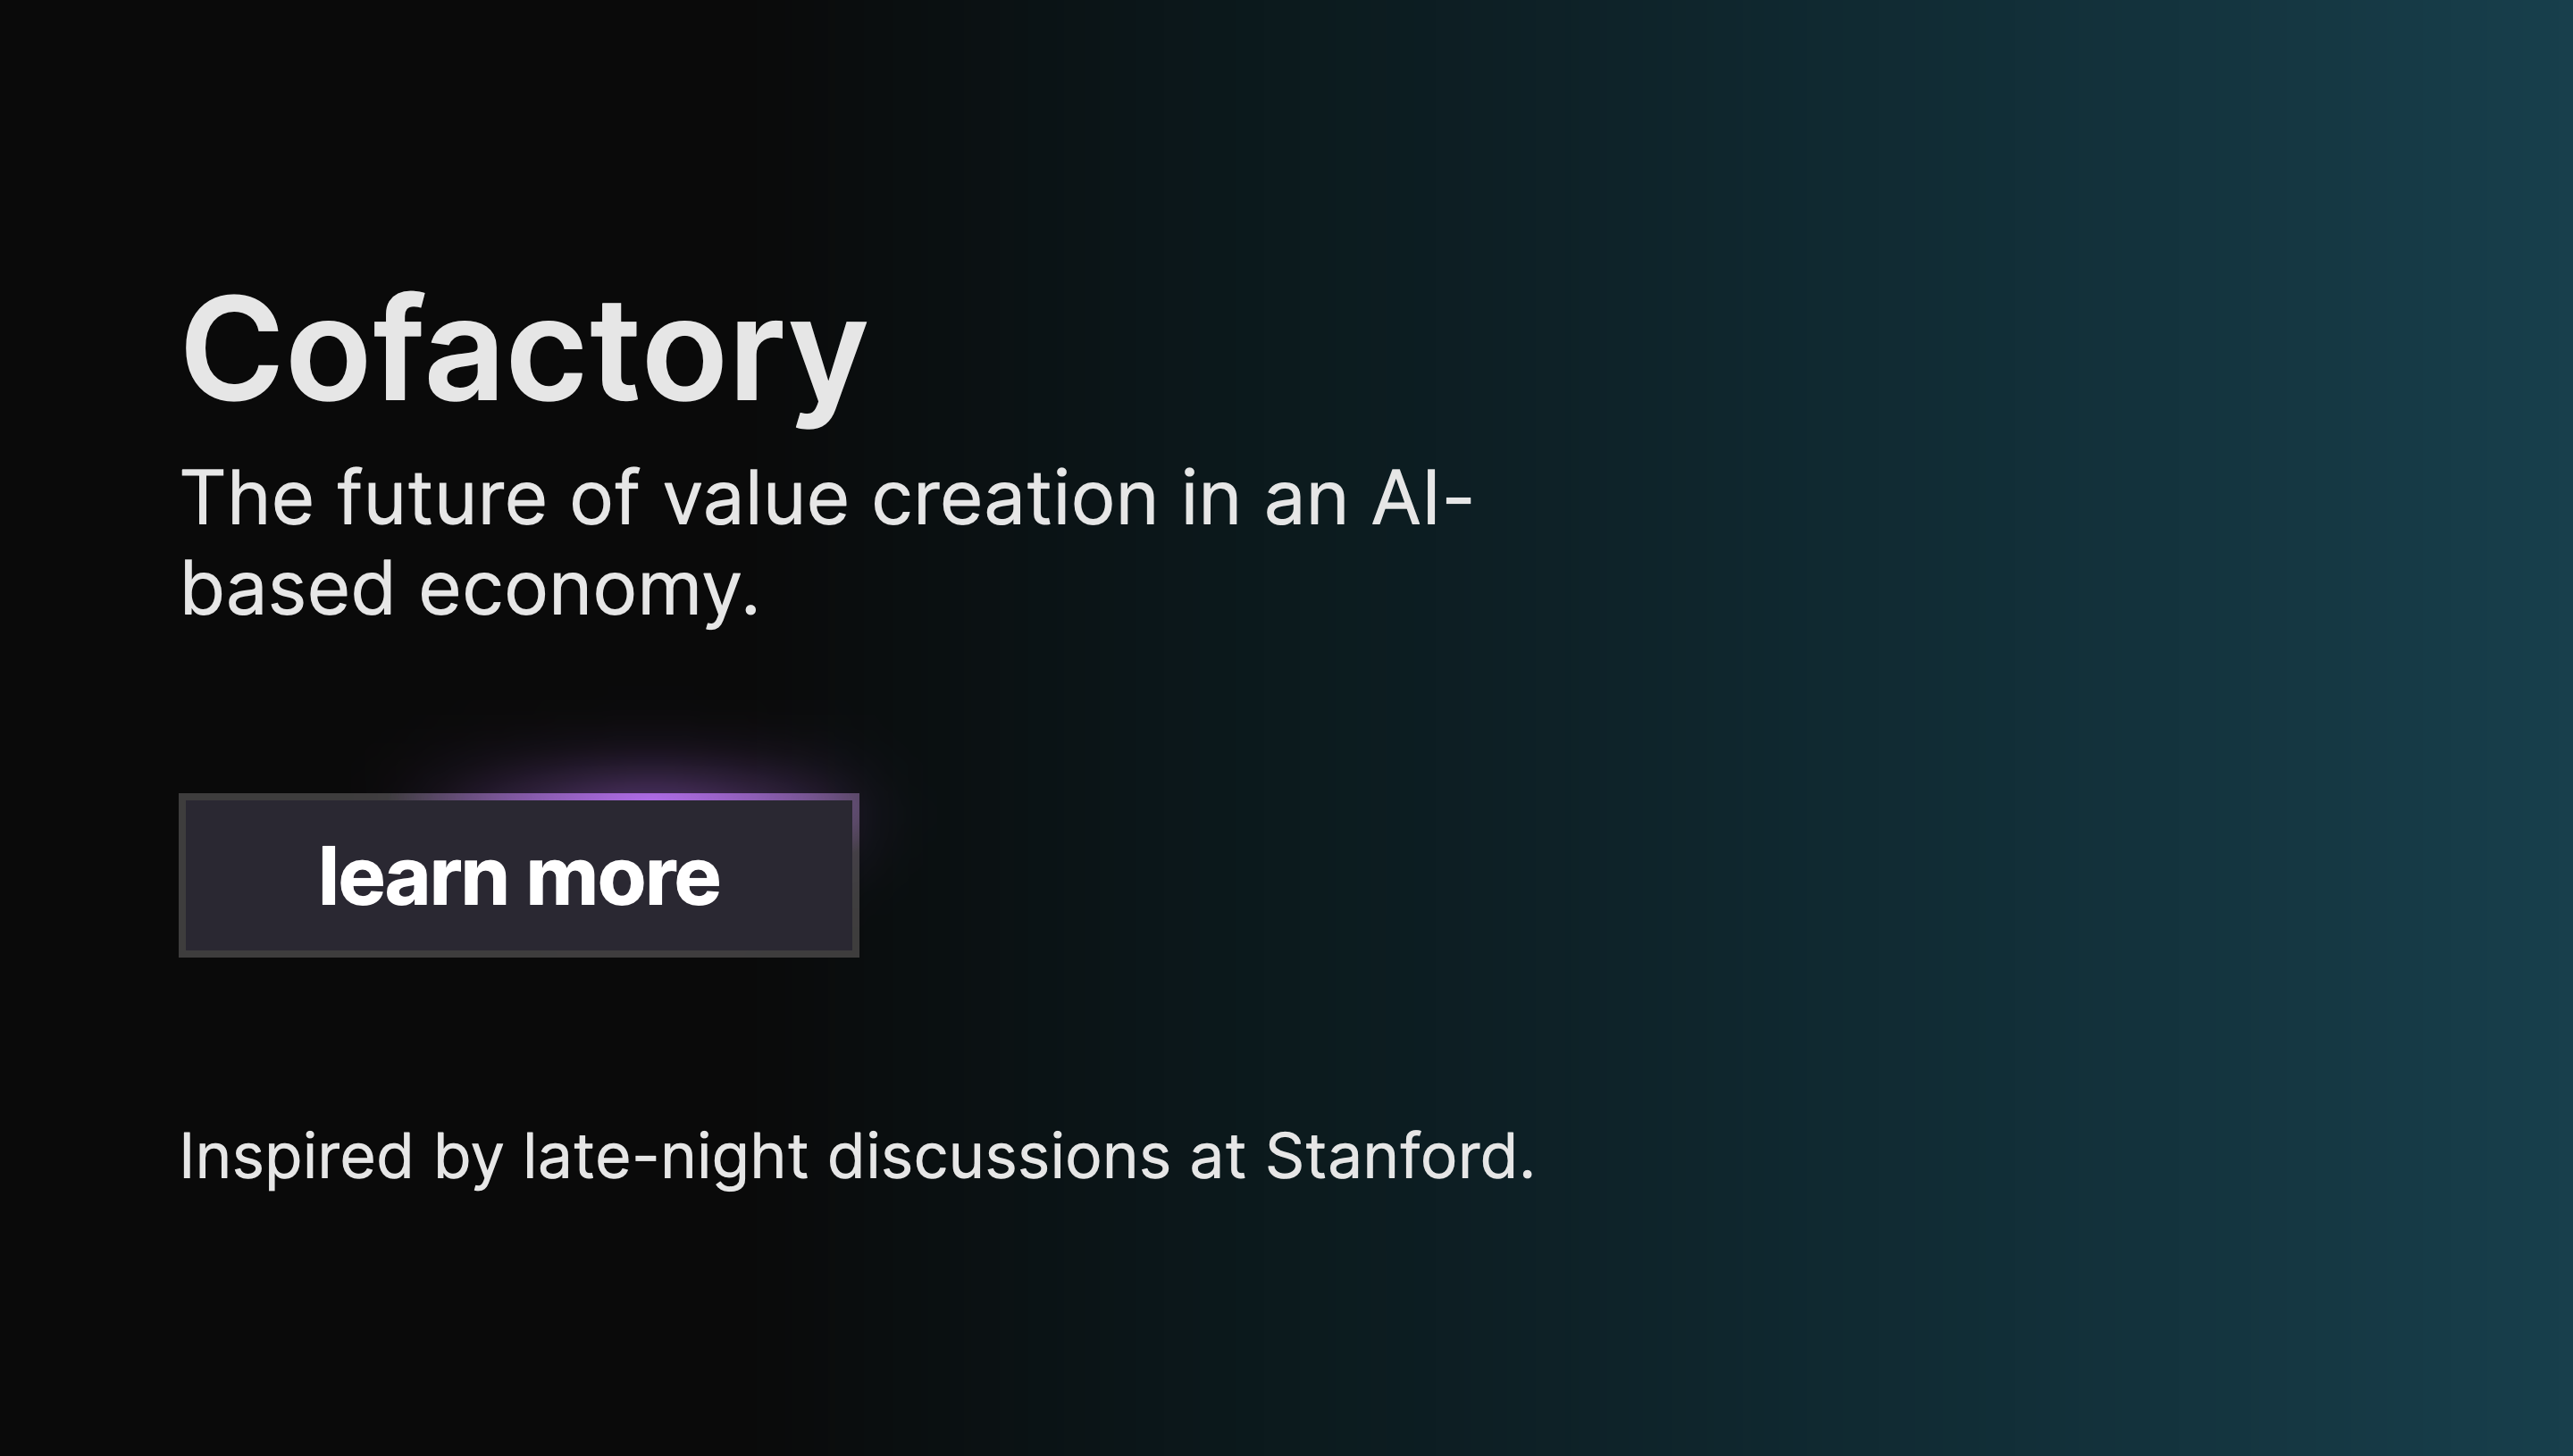 Cofactory
The future of value creation in an AI-
based economy.
learn more
Inspired by late-night discussions at Stanford.